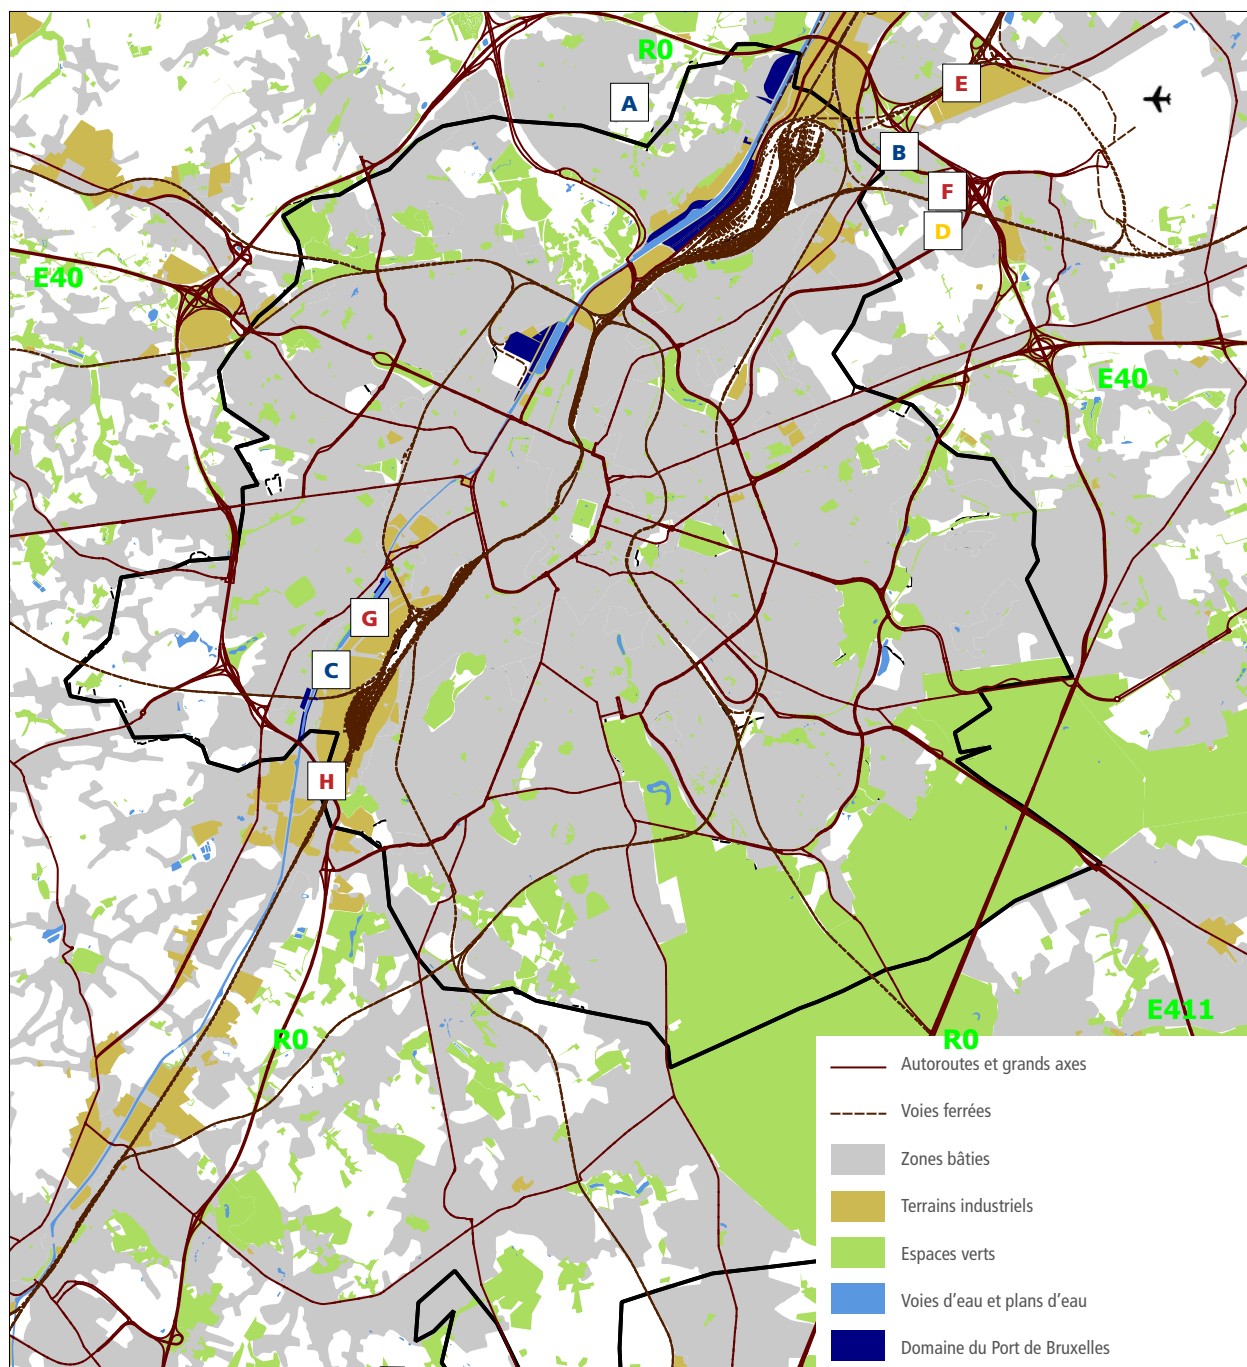 R0
A
E
B
F
D
E40
E40
G
C
H
E411
R0
R0
Autoroutes et grands axes
Voies ferrées
Zones bâties
Terrains industriels
Espaces verts
Voies d'eau et plans d'eau
Domaine du Port de Bruxelles